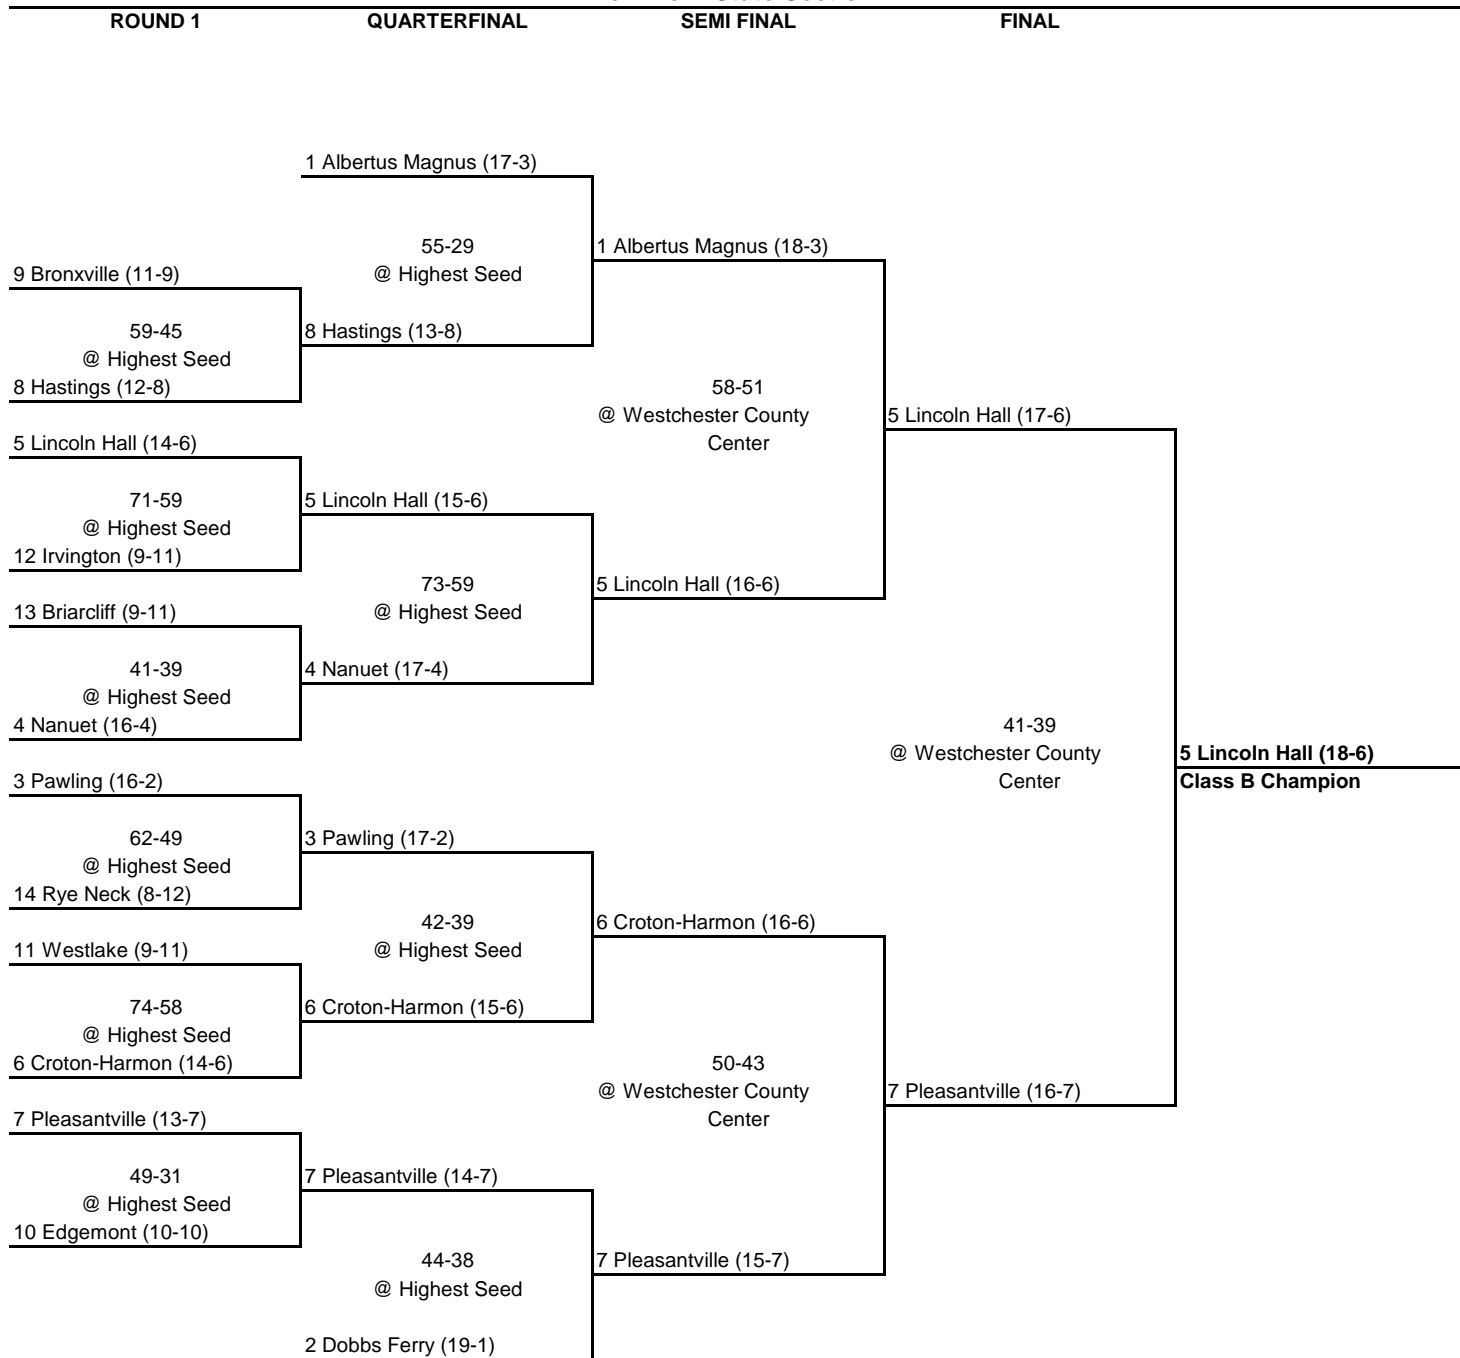 ROUND 1 QUARTERFINAL SEMI FINAL FINAL
1 Albertus Magnus (17-3)
55-29 1 Albertus Magnus (18-3)
9 Bronxville (11-9) @ Highest Seed
59-45 8 Hastings (13-8)
@ Highest Seed
8 Hastings (12-8) 58-51
@ Westchester County 5 Lincoln Hall (17-6)
5 Lincoln Hall (14-6) Center
71-59 5 Lincoln Hall (15-6)
@ Highest Seed
12 Irvington (9-11)
73-59 5 Lincoln Hall (16-6)
13 Briarcliff (9-11) @ Highest Seed
41-39 4 Nanuet (17-4)
@ Highest Seed
4 Nanuet (16-4) 41-39
@ Westchester County 5 Lincoln Hall (18-6)
3 Pawling (16-2) Center Class B Champion
62-49 3 Pawling (17-2)
@ Highest Seed
14 Rye Neck (8-12)
42-39 6 Croton-Harmon (16-6)
11 Westlake (9-11) @ Highest Seed
74-58 6 Croton-Harmon (15-6)
@ Highest Seed
6 Croton-Harmon (14-6) 50-43
@ Westchester County 7 Pleasantville (16-7)
7 Pleasantville (13-7) Center
49-31 7 Pleasantville (14-7)
@ Highest Seed
10 Edgemont (10-10)
44-38 7 Pleasantville (15-7)
@ Highest Seed
2 Dobbs Ferry (19-1)